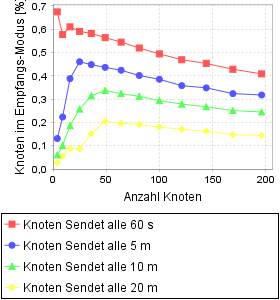 Knoten im Empfangs-Modus [%]
0,7
0,6
0,5
0,4
0,3
0,2
0,1
0,0
0 50 100 150 200
Anzahl Knoten
Knoten Sendet alle 60 s
Knoten Sendet alle 5 m
Knoten Sendet alle 10 m
Knoten Sendet alle 20 m